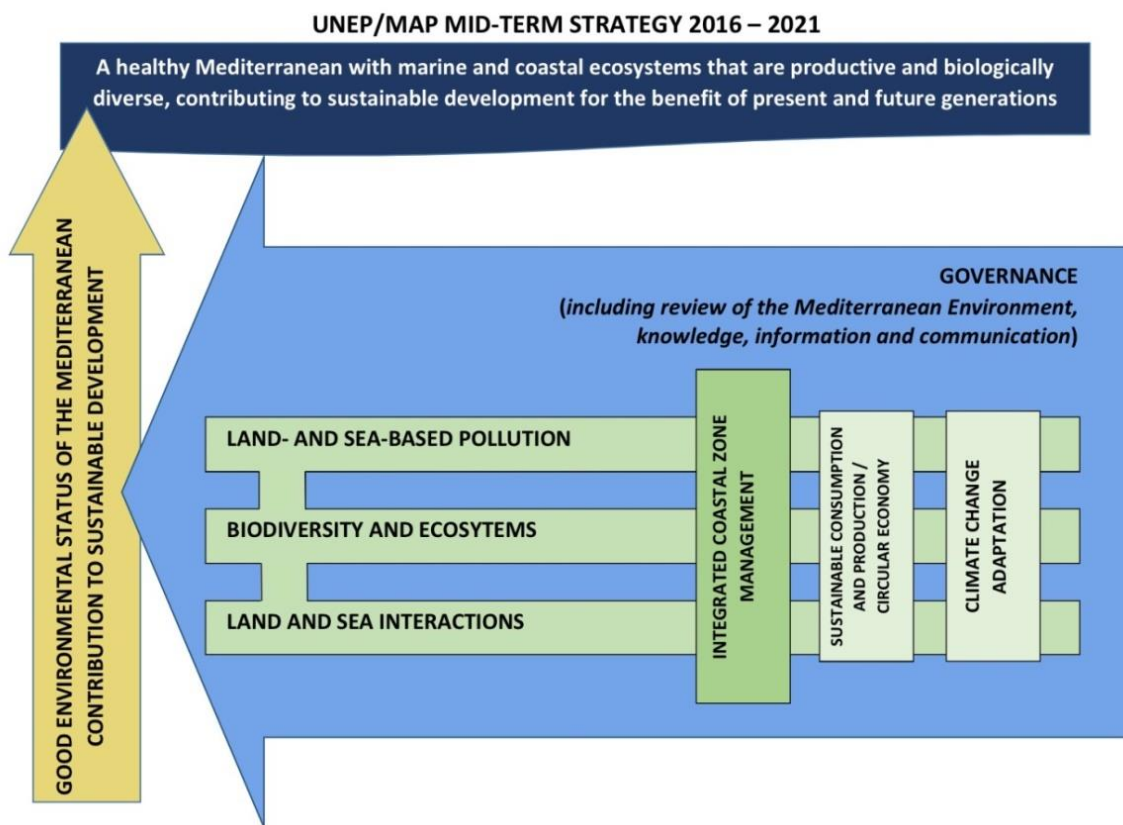 UNEP/MAP MID-TERM STRATEGY 2016 – 2021
A healthy Mediterranean with marine and coastal ecosystems that are productive and biologically
diverse, contributing to sustainable development for the benefit of present and future generations
GOOD ENVIRONMENTAL STATUS OF THE MEDITERRANEAN
CONTRIBUTION TO SUSTAINABLE DEVELOPMENT
GOVERNANCE
(including review of the Mediterranean Environment,
knowledge, information and communication)
LAND- AND SEA-BASED POLLUTION
BIODIVERSITY AND ECOSYTEMS
LAND AND SEA INTERACTIONS
INTEGRATED COASTAL ZONE
MANAGEMENT
SUSTAINABLE CONSUMPTION
AND PRODUCTION /
CIRCULAR ECONOMY
CLIMATE CHANGE
ADAPTATION